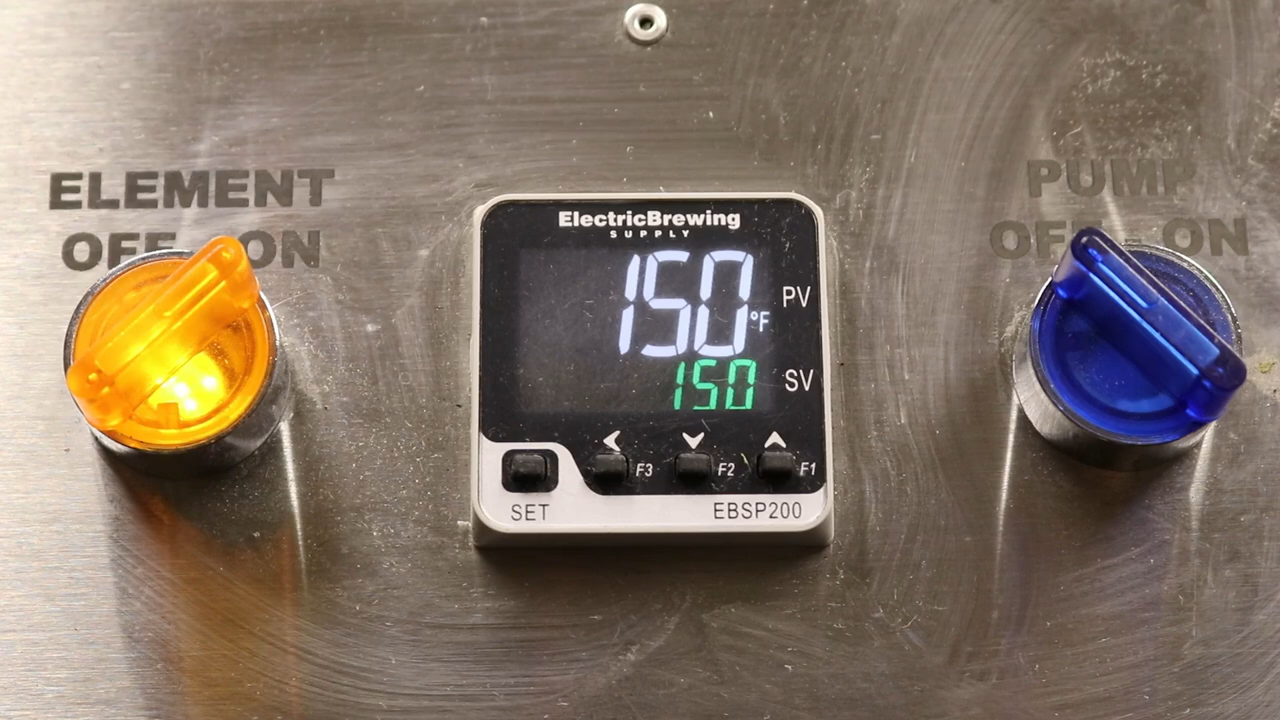 ELEMENT
OFF - ON
PUMP
OFF - ON
ElectricBrewing
SUPPLY
150 °F PV
150 SV
F3 F2 F1
SET EBSP200